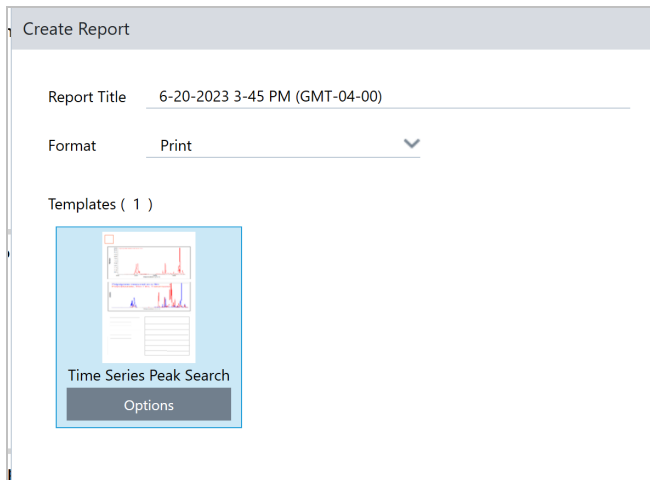 Create Report
Report Title 6-20-2023 3-45 PM (GMT-04-00)
Format Print
Templates ( 1 )
Time Series Peak Search
Options